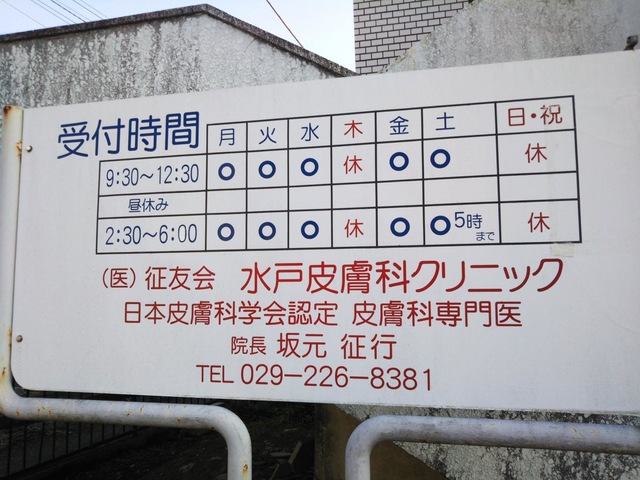 受付時間 月 火 水 木 金 土 日・祝
9:30～12:30 ○ ○ ○ 休 ○ ○ 休
昼休み
2:30～6:00 ○ ○ ○ 休 ○ ○5時まで 休
（医）征友会 水戸皮膚科クリニック
日本皮膚科学会認定 皮膚科専門医
院長 坂元 征行
TEL 029-226-8381